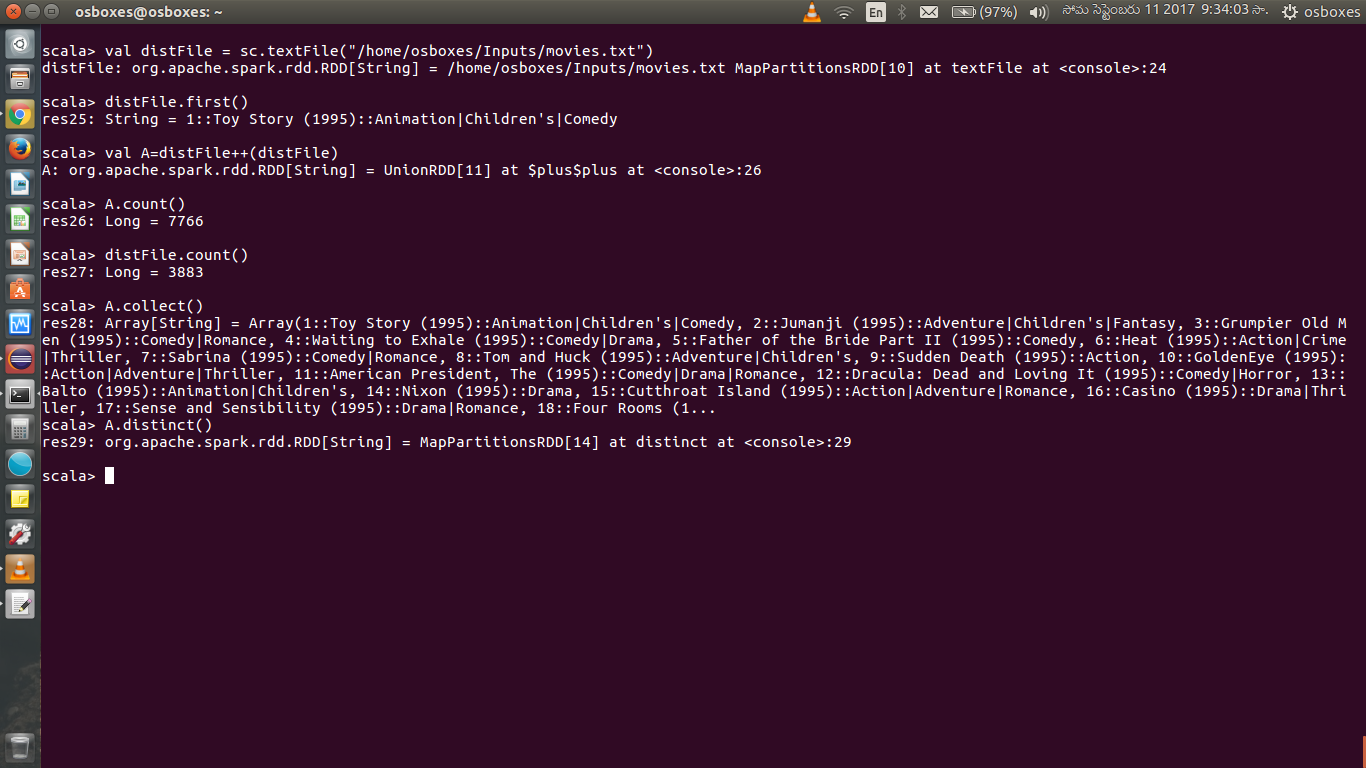 osboxes@osboxes: ~
En
(97%)
సోమ సెప్టెంబరు 11 2017 9:34:03 సా.
osboxes
scala> val distFile = sc.textFile("/home/osboxes/Inputs/movies.txt")
distFile: org.apache.spark.rdd.RDD[String] = /home/osboxes/Inputs/movies.txt MapPartitionsRDD[10] at textFile at <console>:24
scala> distFile.first()
res25: String = 1::Toy Story (1995)::Animation|Children's|Comedy
scala> val A=distFile++(distFile)
A: org.apache.spark.rdd.RDD[String] = UnionRDD[11] at $plus$plus at <console>:26
scala> A.count()
res26: Long = 7766
scala> distFile.count()
res27: Long = 3883
scala> A.collect()
res28: Array[String] = Array(1::Toy Story (1995)::Animation|Children's|Comedy, 2::Jumanji (1995)::Adventure|Children's|Fantasy, 3::Grumpier Old M
en (1995)::Comedy|Romance, 4::Waiting to Exhale (1995)::Comedy|Drama, 5::Father of the Bride Part II (1995)::Comedy, 6::Heat (1995)::Action|Crime
|Thriller, 7::Sabrina (1995)::Comedy|Romance, 8::Tom and Huck (1995)::Adventure|Children's, 9::Sudden Death (1995)::Action, 10::GoldenEye (1995):
:Action|Adventure|Thriller, 11::American President, The (1995)::Comedy|Drama|Romance, 12::Dracula: Dead and Loving It (1995)::Comedy|Horror, 13::
Balto (1995)::Animation|Children's, 14::Nixon (1995)::Drama, 15::Cutthroat Island (1995)::Action|Adventure|Romance, 16::Casino (1995)::Drama|Thri
ller, 17::Sense and Sensibility (1995)::Drama|Romance, 18::Four Rooms (1...
scala> A.distinct()
res29: org.apache.spark.rdd.RDD[String] = MapPartitionsRDD[14] at distinct at <console>:29
scala>